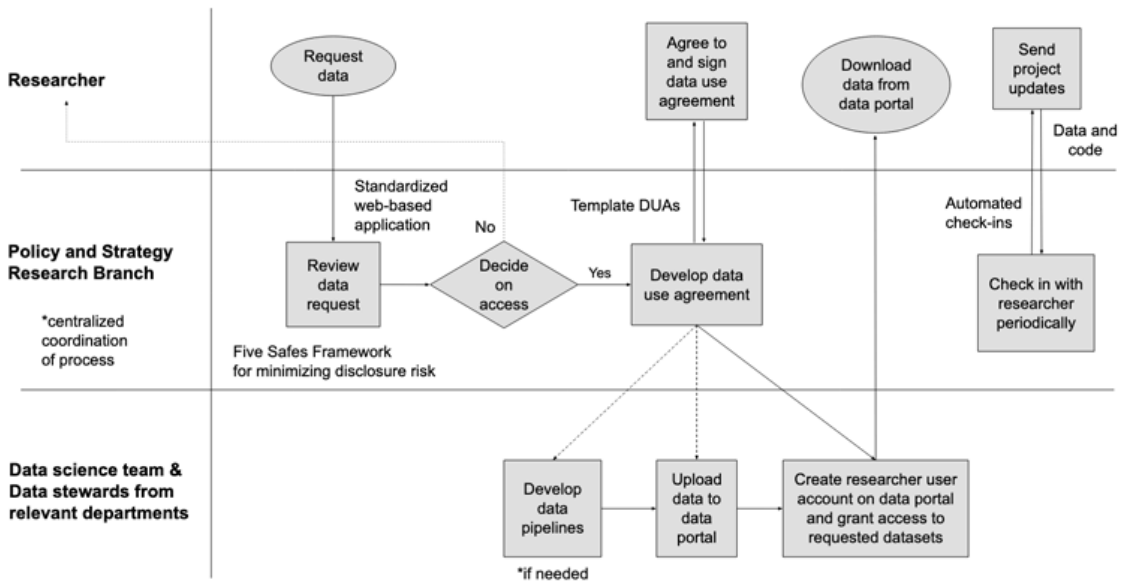 Researcher
Request
data
Agree to
and sign
data use
agreement
Download
data from
data portal
Send
project
updates
Data and
code
Policy and Strategy
Research Branch
*centralized
coordination
of process
Standardized
web-based
application
Review
data
request
Five Safes Framework
for minimizing disclosure risk
No
Decide
on
access
Yes
Template DUAs
Develop data
use agreement
Automated
check-ins
Check in with
researcher
periodically
Data science team &
Data stewards from
relevant departments
Develop
data
pipelines
*if needed
Upload
data to
data
portal
Create researcher user
account on data portal
and grant access to
requested datasets